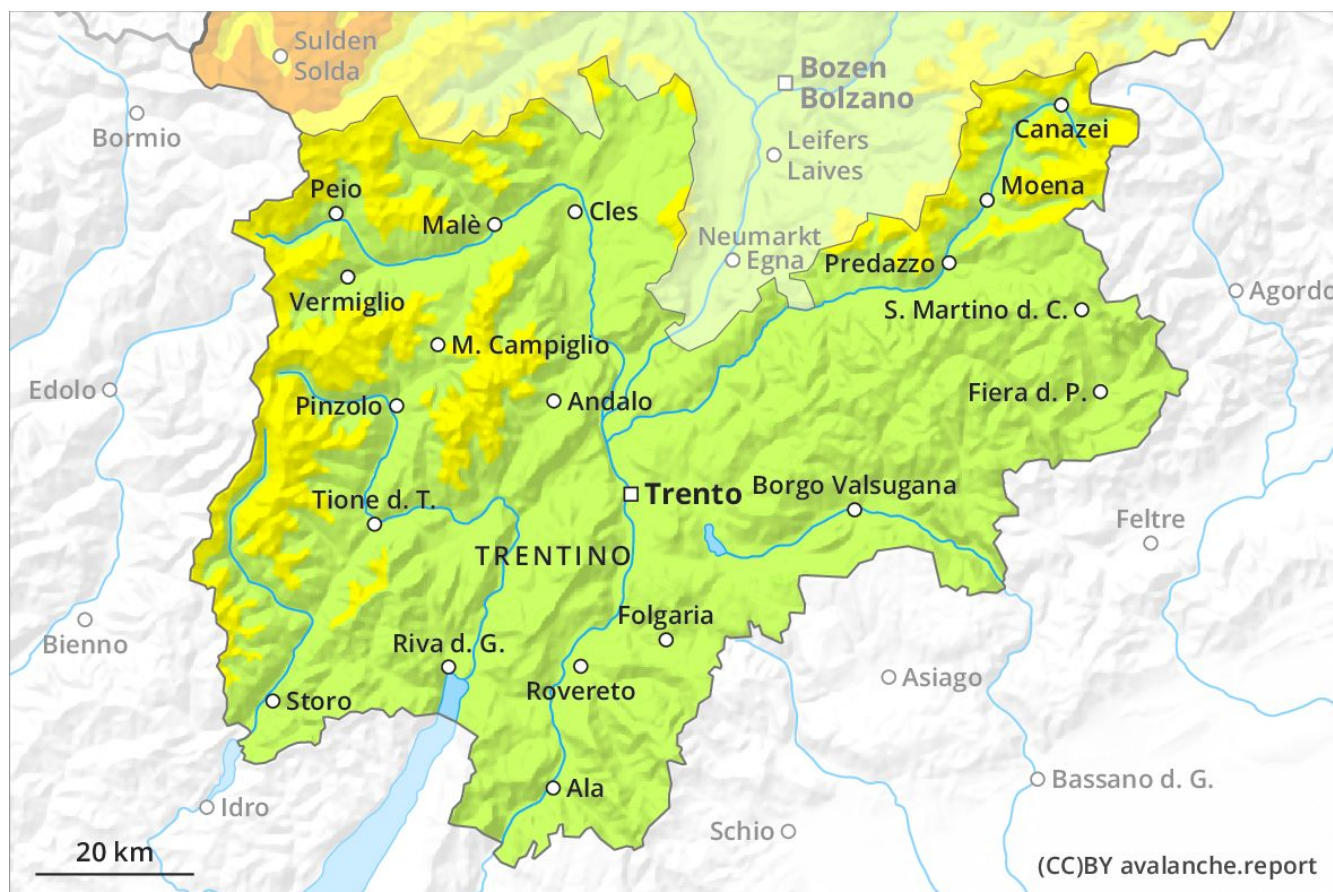 Sulden
Solda
Bozen
Bolzano
Bormio
Canazei
Leifers
Laives
Peio
Moena
Malè
Cles
Neumarkt
Egna
Predazzo
Vermiglio
Agordo
S. Martino d. C.
M. Campiglio
Edolo
Fiera d. P.
Pinzolo
Andalo
Trento
Borgo Valsugana
Tione d. T.
Feltre
TRENTINO
Folgaria
Bienno
Riva d. G.
Asiago
Rovereto
Storo
Bassano d. G.
Ala
Idro
Schio
20 km
(CC)BY avalanche.report